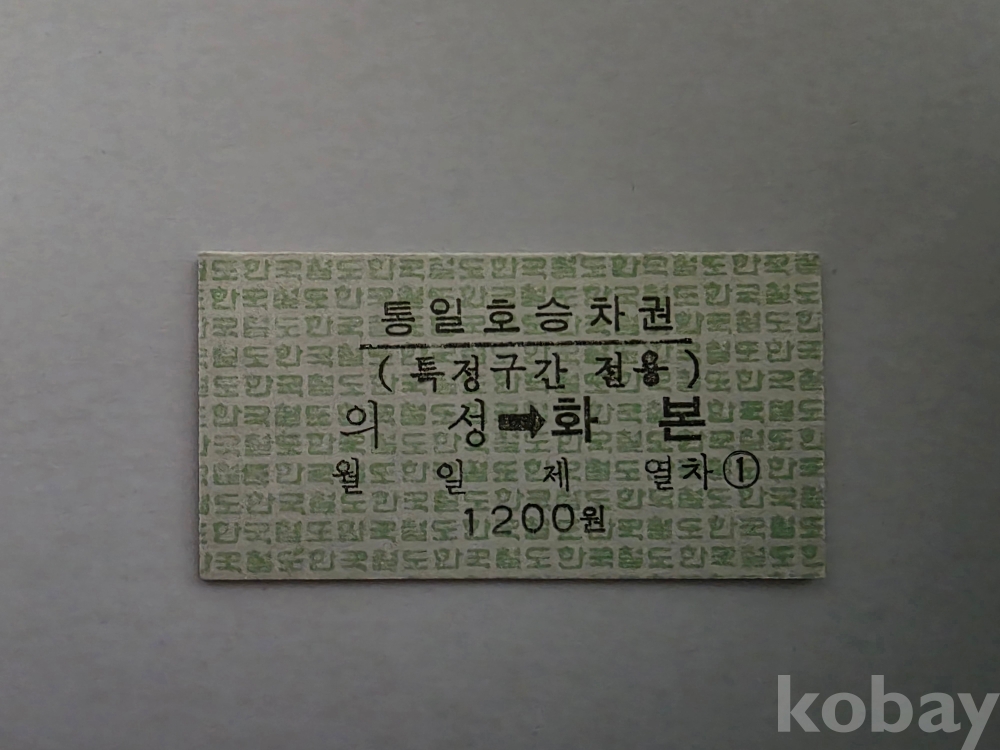 통일호승차권
(특정구간 전용)
의 성➡화 본
월 일 제 열차①
1200원
kobay